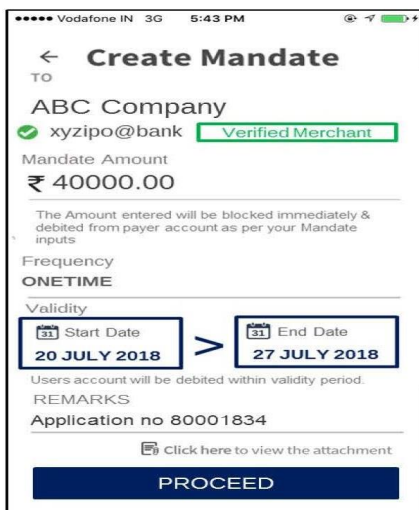 Vodafone IN 3G 5:43 PM
← Create Mandate
TO
ABC Company
xyzipo@bank Verified Merchant
Mandate Amount
₹ 40000.00
The Amount entered will be blocked immediately &
debited from payer account as per your Mandate
inputs
Frequency
ONETIME
Validity
31 Start Date > 31 End Date
20 JULY 2018 27 JULY 2018
Users account will be debited within validity period.
REMARKS
Application no 80001834
Click here to view the attachment
PROCEED